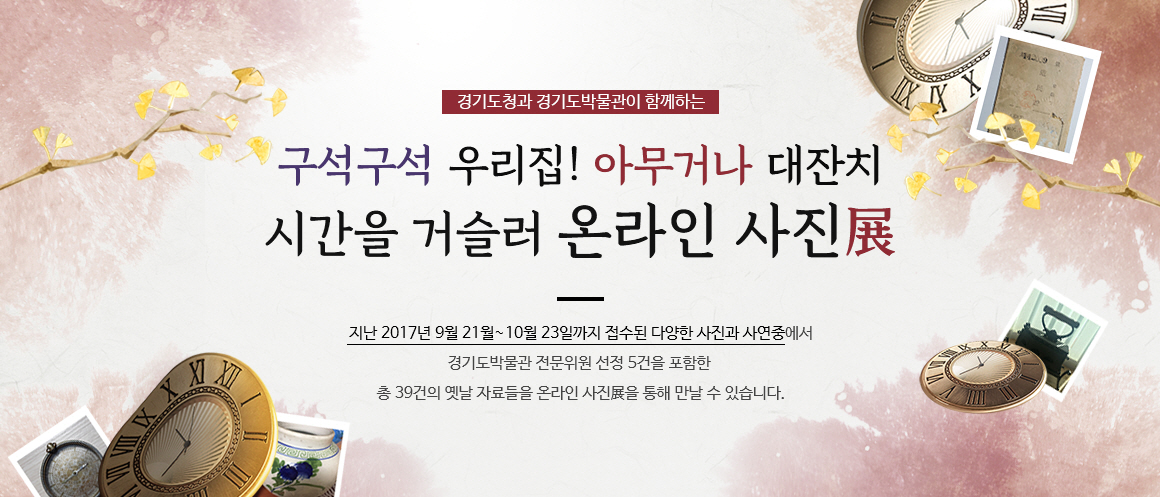 경기도청과 경기도박물관이 함께하는
구석구석 우리집! 아무거나 대잔치
시간을 거슬러 온라인 사진展
지난 2017년 9월 21월~10월 23일까지 접수된 다양한 사진과 사연중에서
경기도박물관 전문위원 선정 5건을 포함한
총 39건의 옛날 자료들을 온라인 사진展을 통해 만날 수 있습니다.